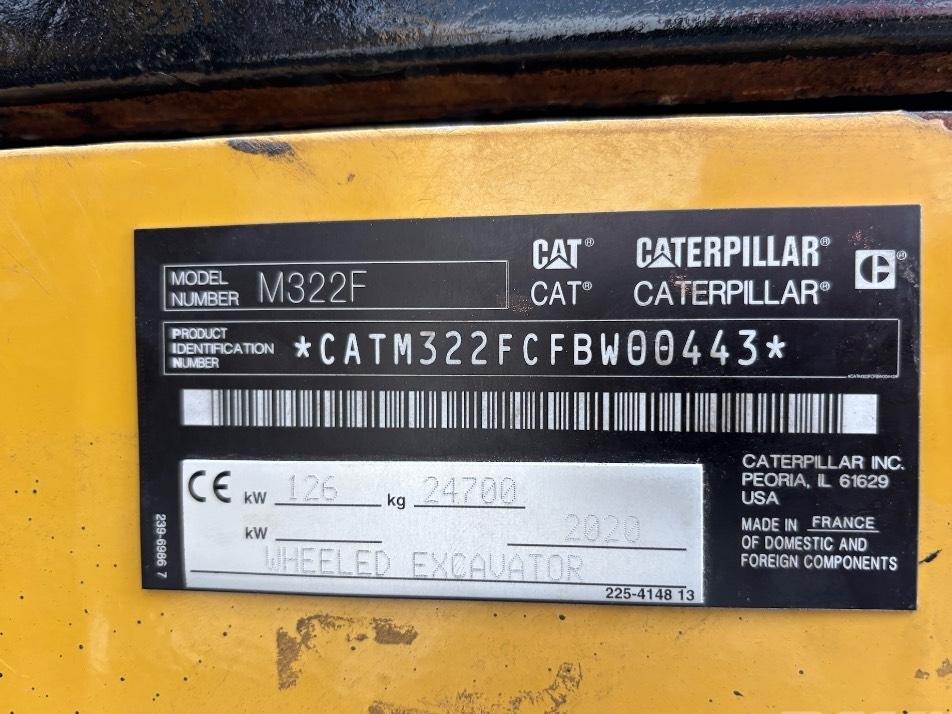 CAT® CATERPILLAR®
CAT® CATERPILLAR®
MODEL NUMBER M322F
PRODUCT IDENTIFICATION NUMBER *CATM322FCFBW00443*
CE kW 126 kg 24700
kW 2020
WHEELED EXCAVATOR
225-4148 13
239-6986 7
CATERPILLAR INC.
PEORIA, IL 61629
USA
MADE IN FRANCE
OF DOMESTIC AND
FOREIGN COMPONENTS